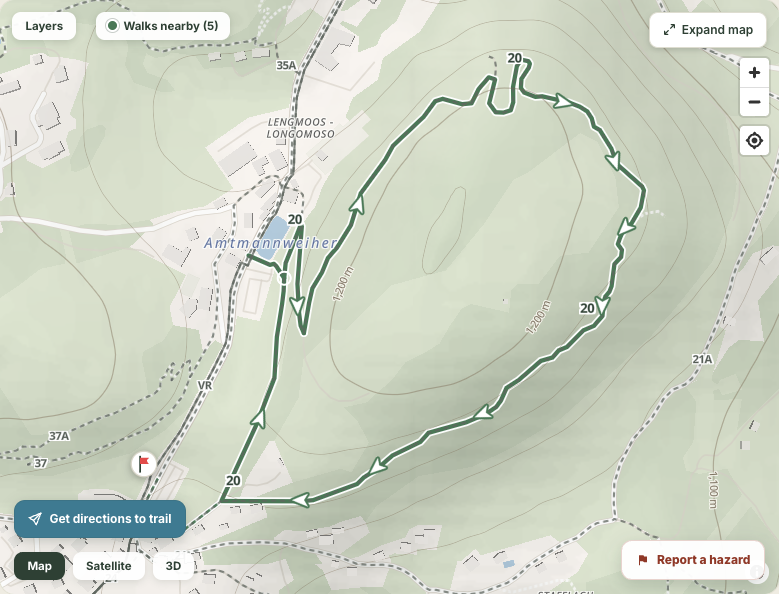 Layers
Walks nearby (5)
Expand map
20
35A
LENGMOOS -
LONGOMOSO
20
Amtmannweiher
1,200 m
1,200 m
20
21A
VR
37A
37
20
1,100 m
Get directions to trail
Map
Satellite
3D
Report a hazard